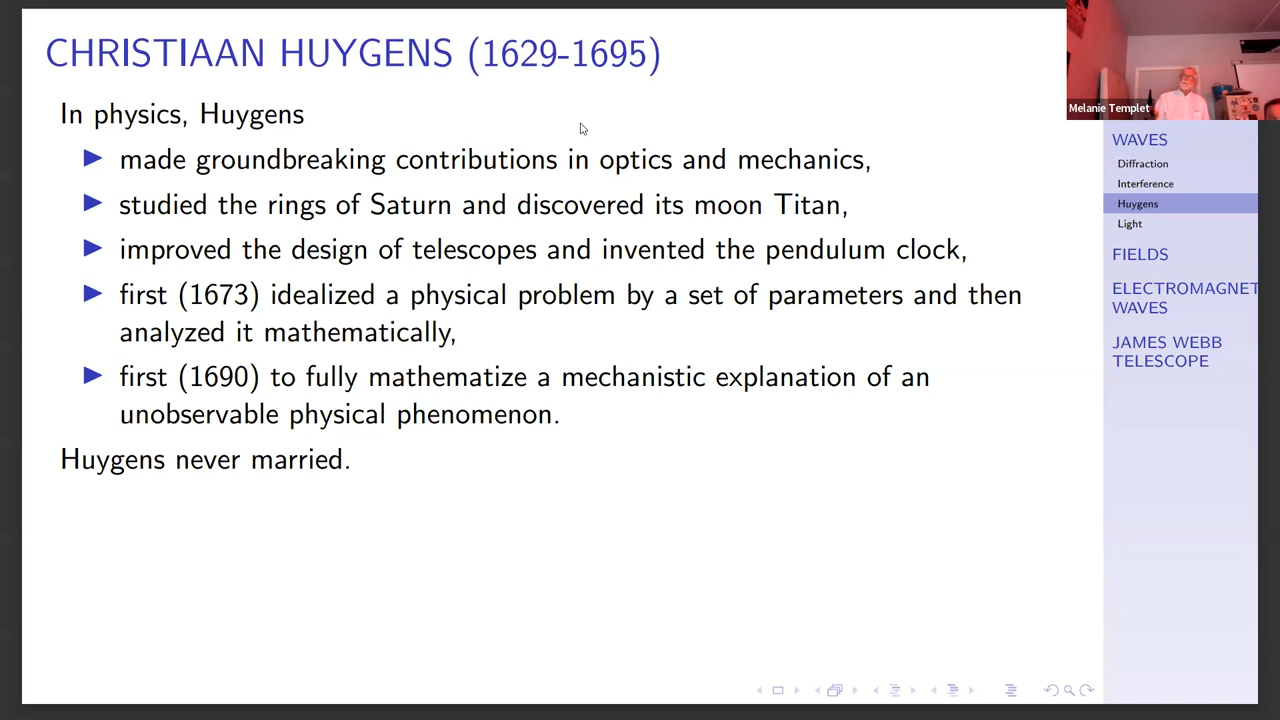 CHRISTIAAN HUYGENS (1629-1695)
In physics, Huygens
made groundbreaking contributions in optics and mechanics,
studied the rings of Saturn and discovered its moon Titan,
improved the design of telescopes and invented the pendulum clock,
first (1673) idealized a physical problem by a set of parameters and then
analyzed it mathematically,
first (1690) to fully mathematize a mechanistic explanation of an
unobservable physical phenomenon.
Huygens never married.
Melanie Templet
WAVES
Diffraction
Interference
Huygens
Light
FIELDS
ELECTROMAGNET
WAVES
JAMES WEBB
TELESCOPE